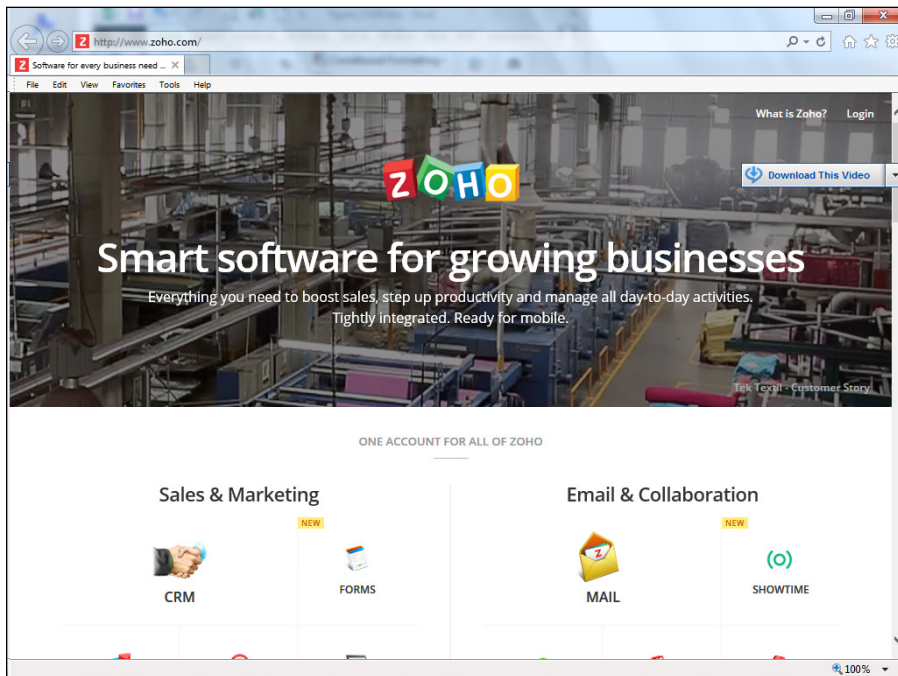 http://www.zoho.com/
Software for every business need ...
File Edit View Favorites Tools Help
What is Zoho? Login
ZOHO
Download This Video
Smart software for growing businesses
Everything you need to boost sales, step up productivity and manage all day-to-day activities.
Tightly integrated. Ready for mobile.
Tek Textil - Customer Story
ONE ACCOUNT FOR ALL OF ZOHO
Sales & Marketing
Email & Collaboration
NEW
NEW
CRM
FORMS
MAIL
SHOWTIME
100%